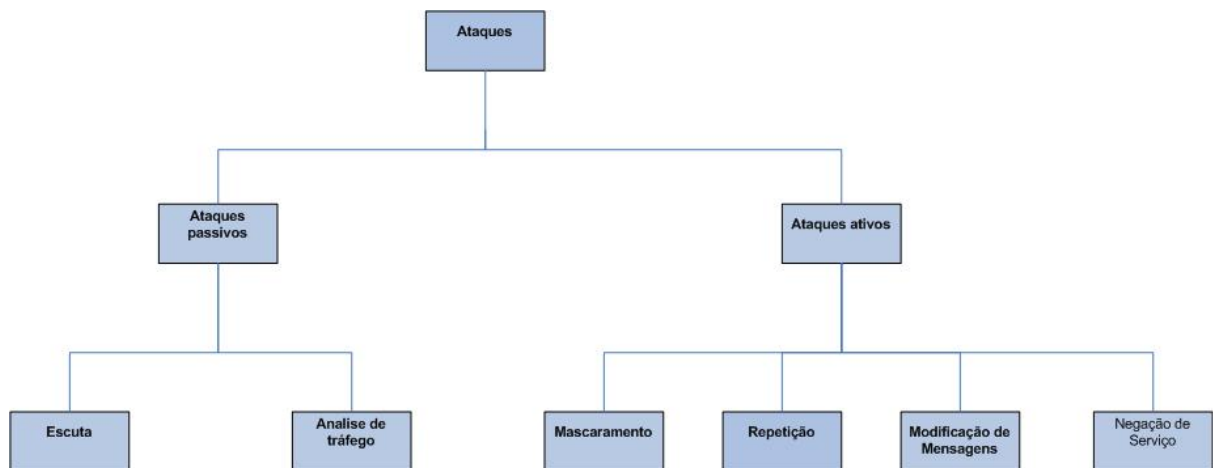 Ataques
Ataques
passivos
Ataques ativos
Escuta
Analise de
tráfego
Mascaramento
Repetição
Modificação de
Mensagens
Negação de
Serviço